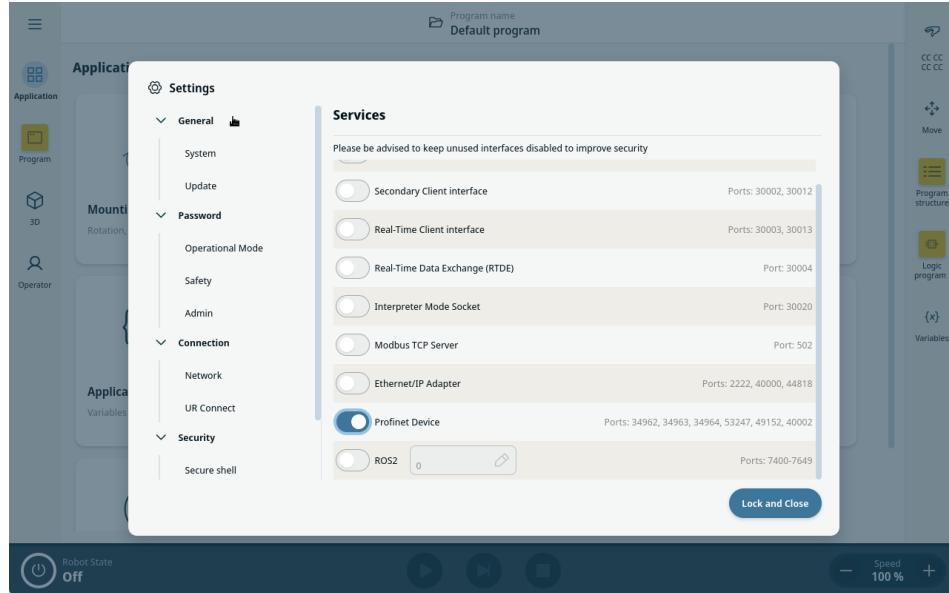 Program name
Default program
Applicati
Application
Program
3D
Operator
Mounti
Rotation,
Applica
Variables
Settings
General
System
Update
Password
Operational Mode
Safety
Admin
Connection
Network
UR Connect
Security
Secure shell
Services
Please be advised to keep unused interfaces disabled to improve security
Secondary Client interface Ports: 30002, 30012
Real-Time Client interface Ports: 30003, 30013
Real-Time Data Exchange (RTDE) Port: 30004
Interpreter Mode Socket Port: 30020
Modbus TCP Server Port: 502
Ethernet/IP Adapter Ports: 2222, 40000, 44818
Profinet Device Ports: 34962, 34963, 34964, 53247, 49152, 40002
ROS2 0 Ports: 7400-7649
Lock and Close
CC CC
CC CC
Move
Program
structure
Logic
program
{x}
Variables
Robot State
Off
Speed
100 %